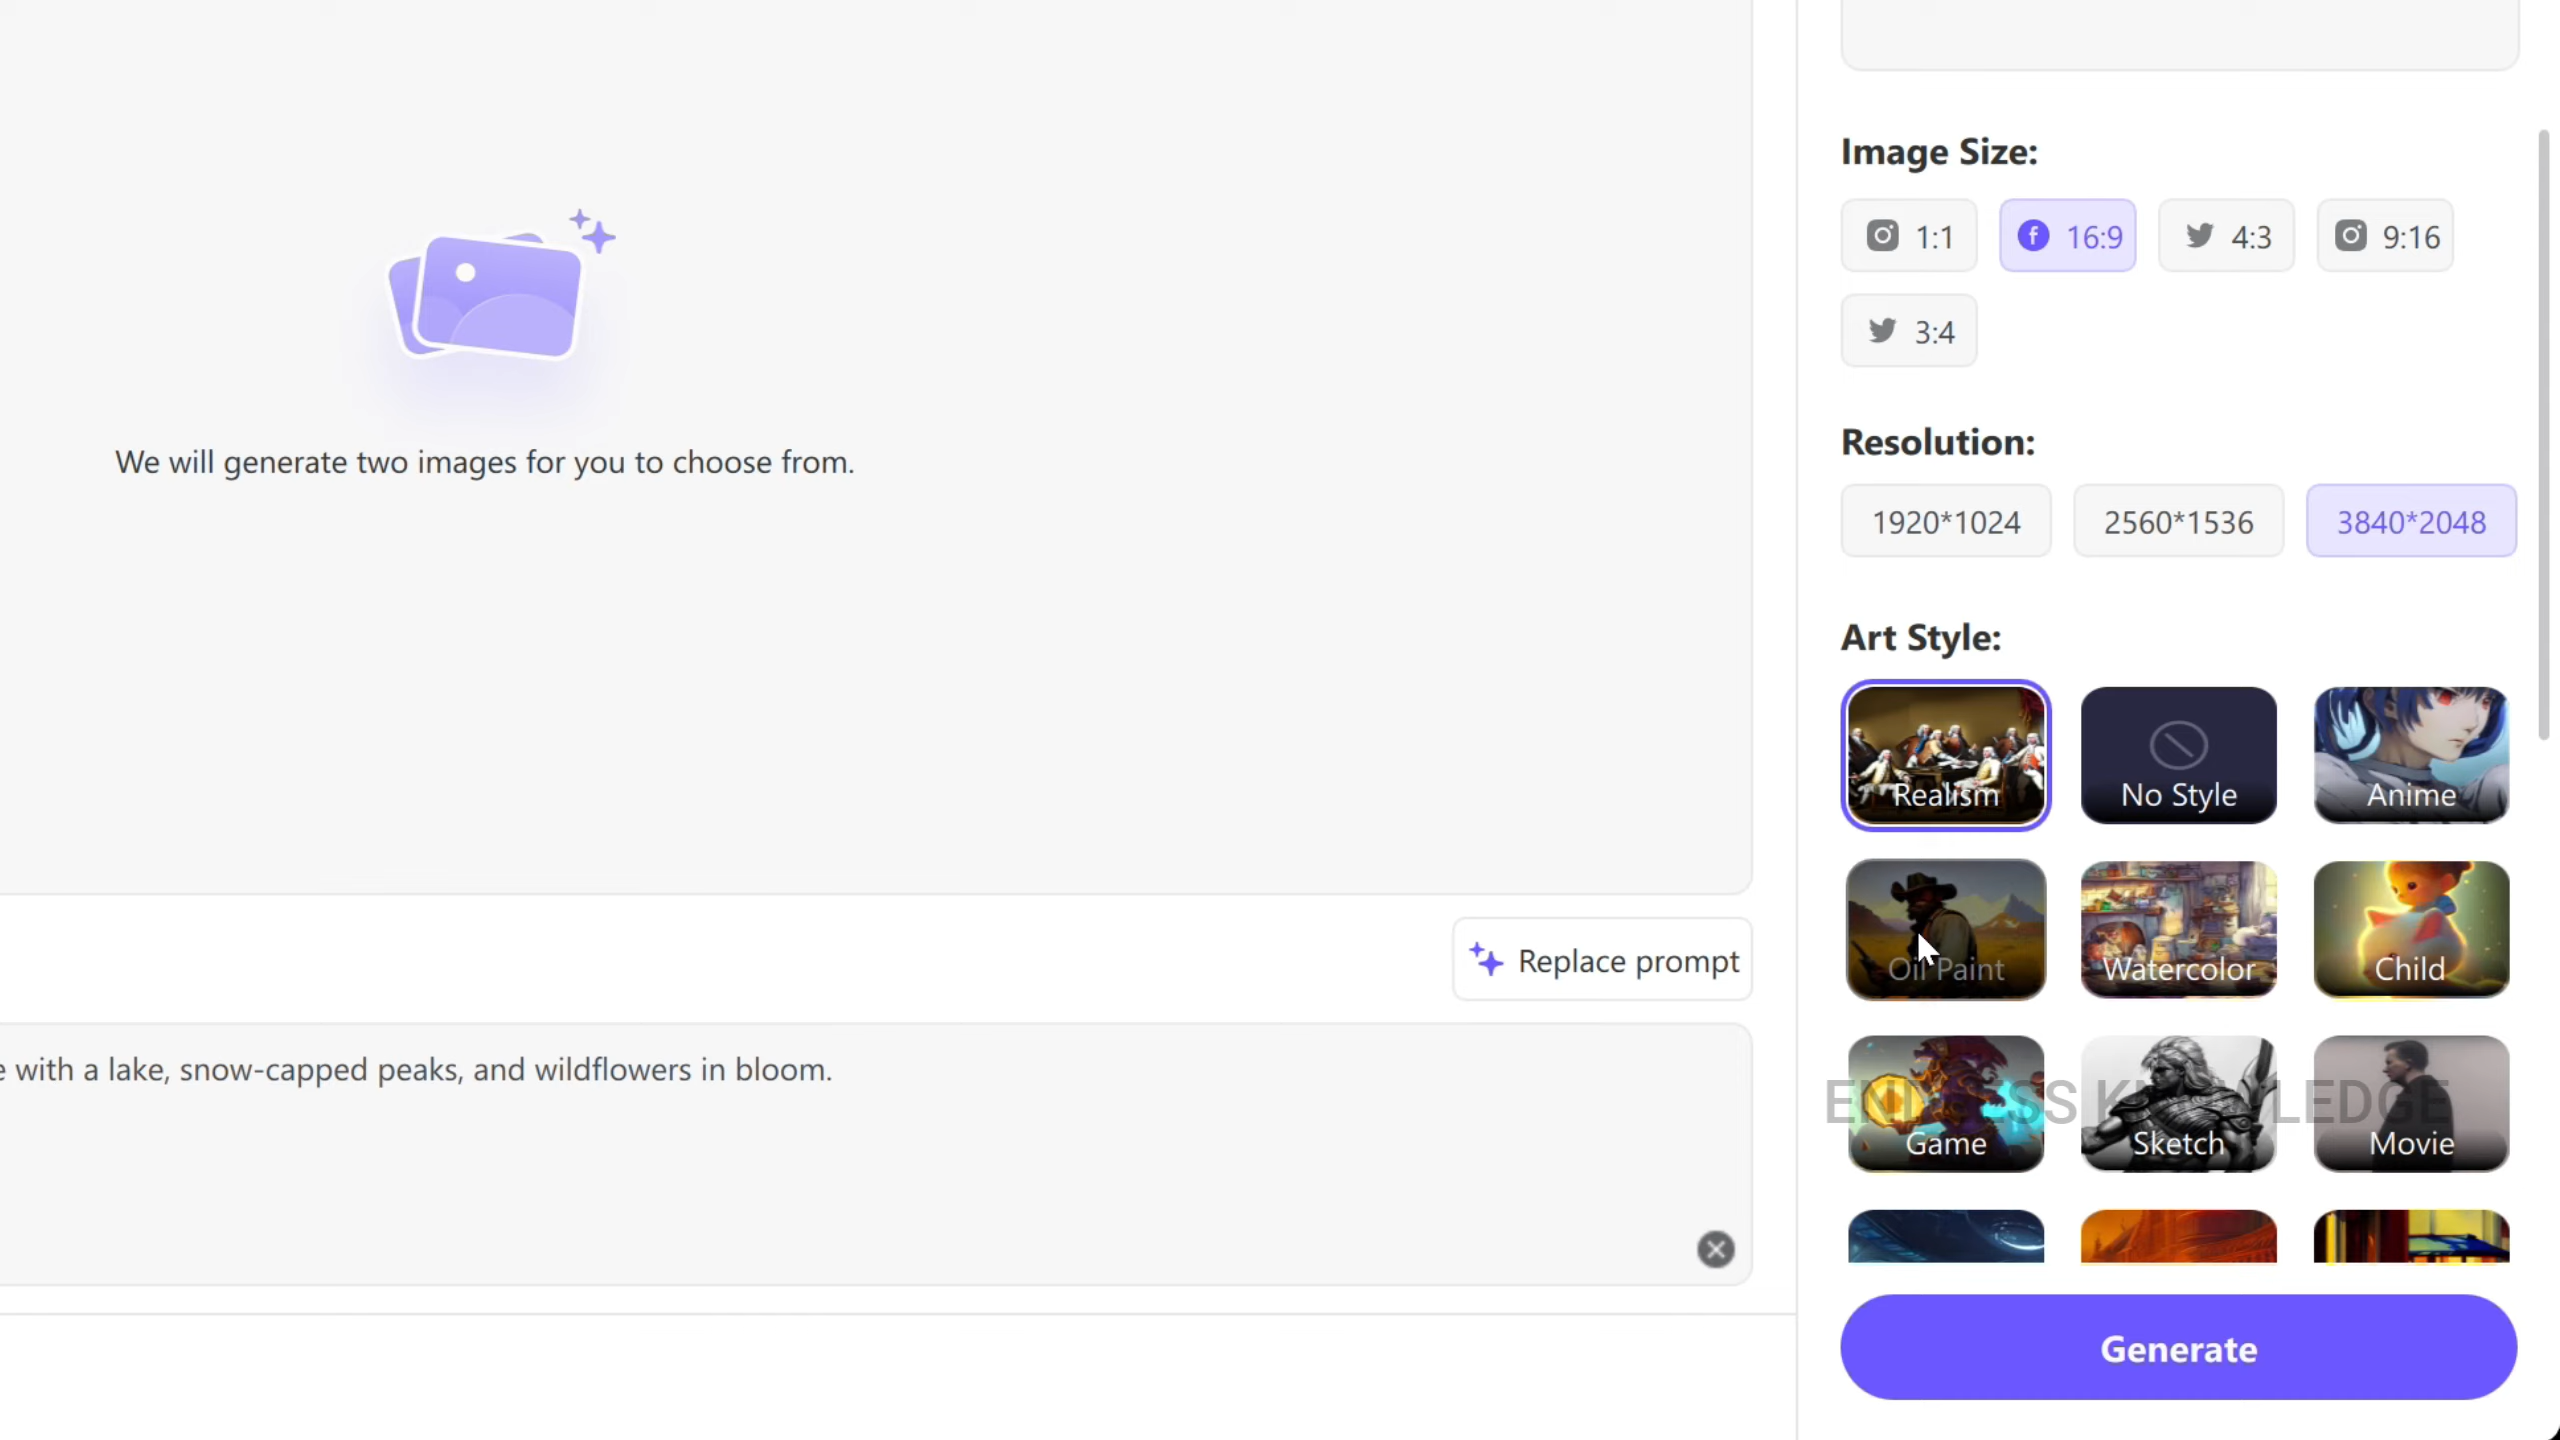 We will generate two images for you to choose from.
Replace prompt
e with a lake, snow-capped peaks, and wildflowers in bloom.
Image Size:
1:1 16:9 4:3 9:16
3:4
Resolution:
1920*1024 2560*1536 3840*2048
Art Style:
Realism No Style Anime
Oil Paint Watercolor Child
ENDLESS KNOWLEDGE
Game Sketch Movie
Generate